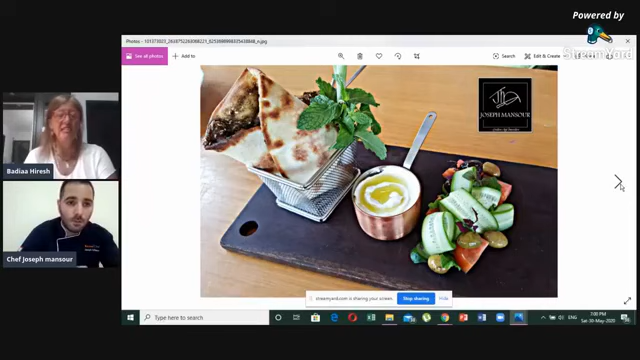 Powered by
StreamYard
Photos - 101373023_2638752263088221_6253698998335438848_n.jpg
See all photos
Add to
Search
Edit & Create
JOSEPH MANSOUR
Badiaa Hiresh
Chef Joseph mansour
streamyard.com is sharing your screen.
Stop sharing
Hide
Type here to search
7:00 PM
Sat 30-May-2020